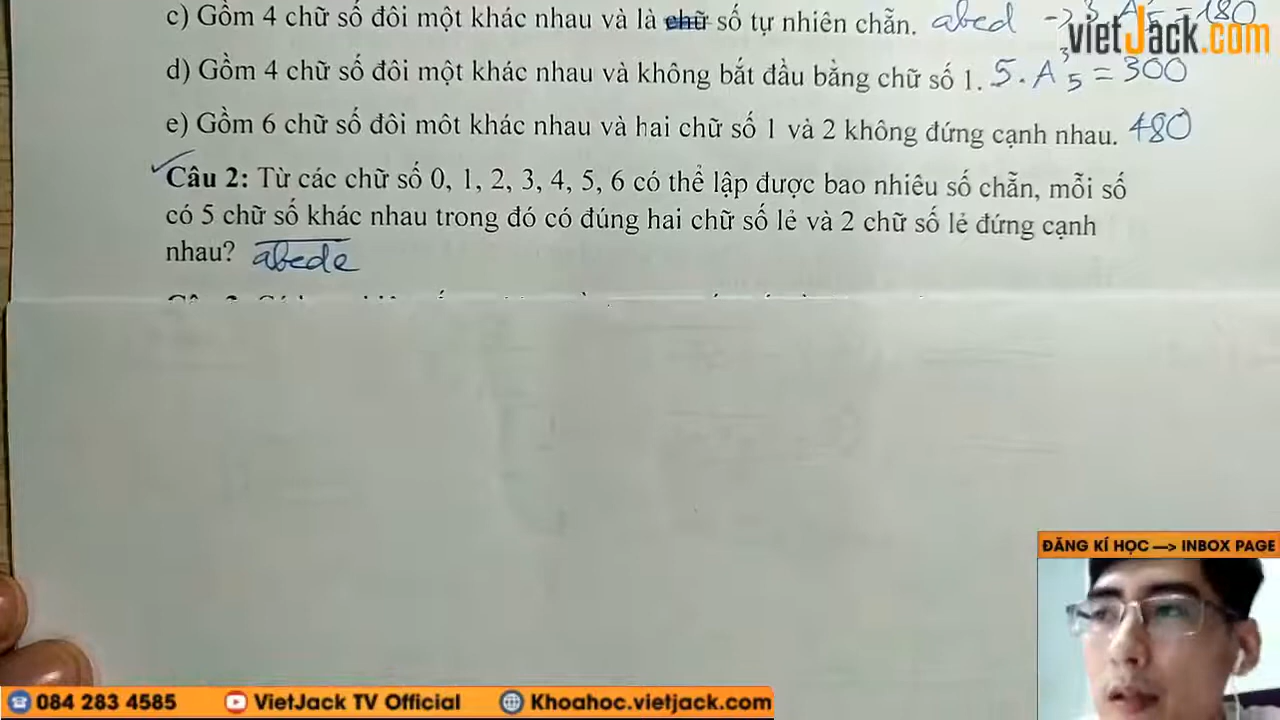 c) Gồm 4 chữ số đôi một khác nhau và là chữ số tự nhiên chẵn. abcd → 3. A 5 = 180
vietJack.com
d) Gồm 4 chữ số đôi một khác nhau và không bắt đầu bằng chữ số 1. 5. A³5 = 300
e) Gồm 6 chữ số đôi môt khác nhau và hai chữ số 1 và 2 không đứng cạnh nhau. 480
Câu 2: Từ các chữ số 0, 1, 2, 3, 4, 5, 6 có thể lập được bao nhiêu số chẵn, mỗi số
có 5 chữ số khác nhau trong đó có đúng hai chữ số lẻ và 2 chữ số lẻ đứng cạnh
nhau? abcde
ĐĂNG KÍ HỌC —> INBOX PAGE
084 283 4585 VietJack TV Official Khoahoc.vietjack.com